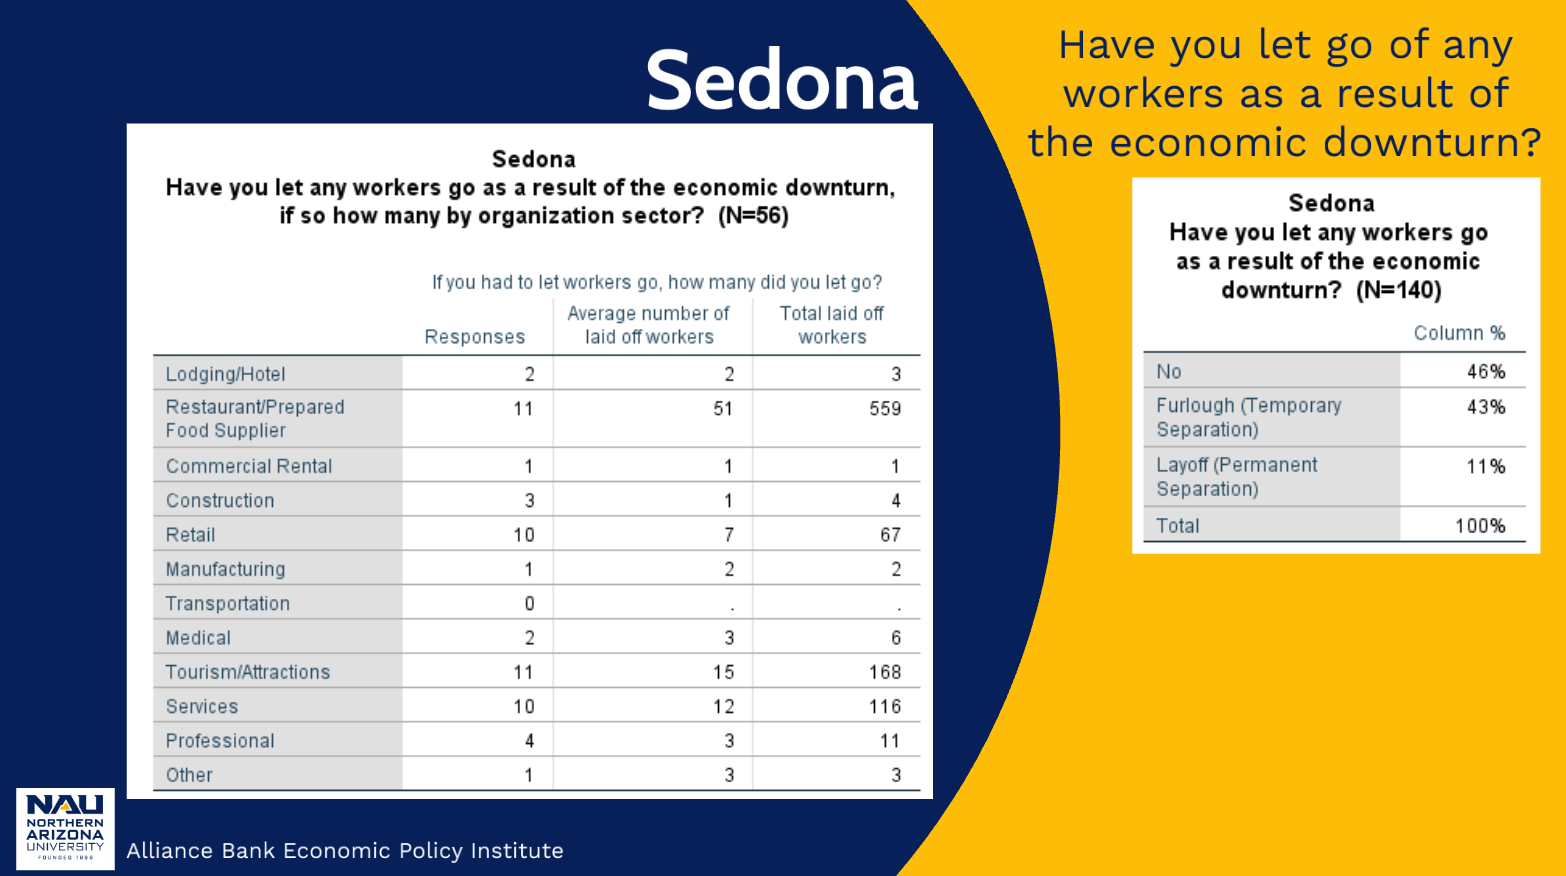 Sedona
Have you let go of any
workers as a result of
the economic downturn?
Sedona
Have you let any workers go as a result of the economic downturn,
if so how many by organization sector? (N=56)
If you had to let workers go, how many did you let go?
Responses Average number of laid off workers Total laid off workers
Lodging/Hotel 2 2 3
Restaurant/Prepared Food Supplier 11 51 559
Commercial Rental 1 1 1
Construction 3 1 4
Retail 10 7 67
Manufacturing 1 2 2
Transportation 0 . .
Medical 2 3 6
Tourism/Attractions 11 15 168
Services 10 12 116
Professional 4 3 11
Other 1 3 3
Sedona
Have you let any workers go
as a result of the economic
downturn? (N=140)
Column %
No 46%
Furlough (Temporary Separation) 43%
Layoff (Permanent Separation) 11%
Total 100%
NAU
NORTHERN
ARIZONA
UNIVERSITY
FOUNDED 1899
Alliance Bank Economic Policy Institute